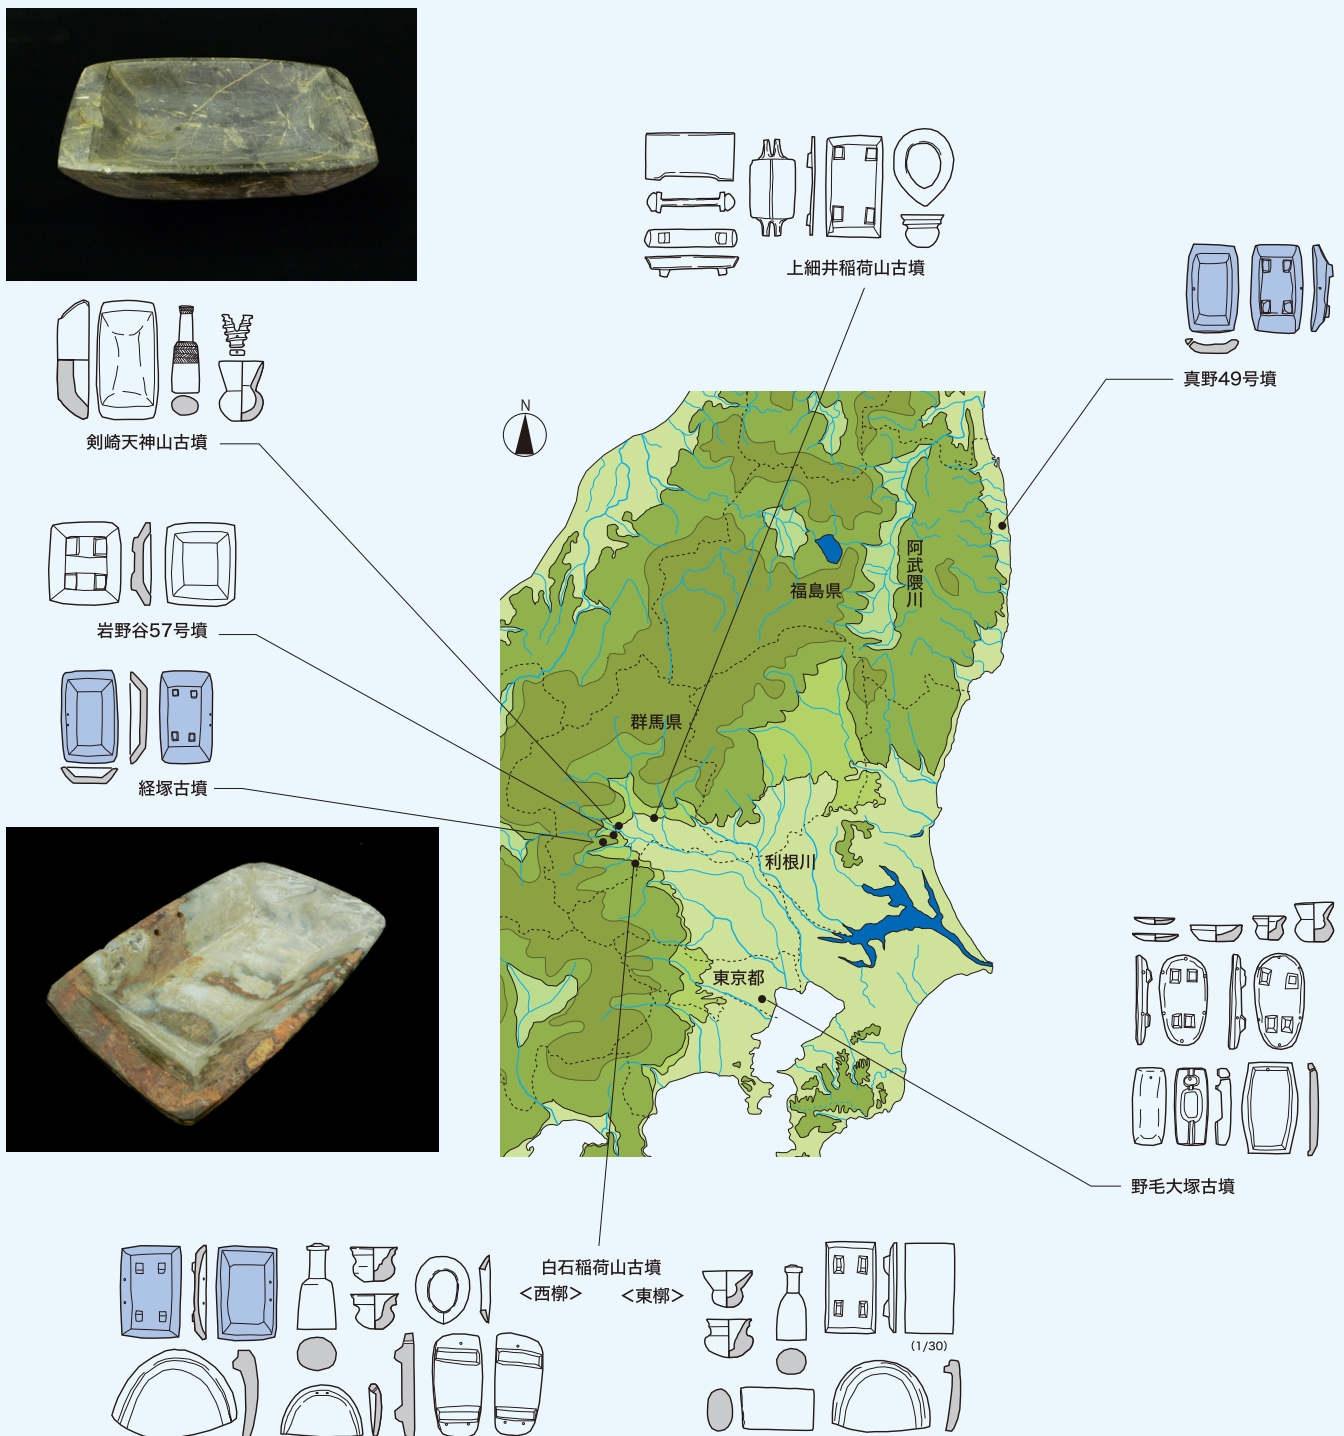 上細井稲荷山古墳
真野49号墳
N
剣崎天神山古墳
阿武隈川
福島県
岩野谷57号墳
群馬県
経塚古墳
利根川
東京都
野毛大塚古墳
白石稲荷山古墳
＜西槨＞ ＜東槨＞
（1/30）